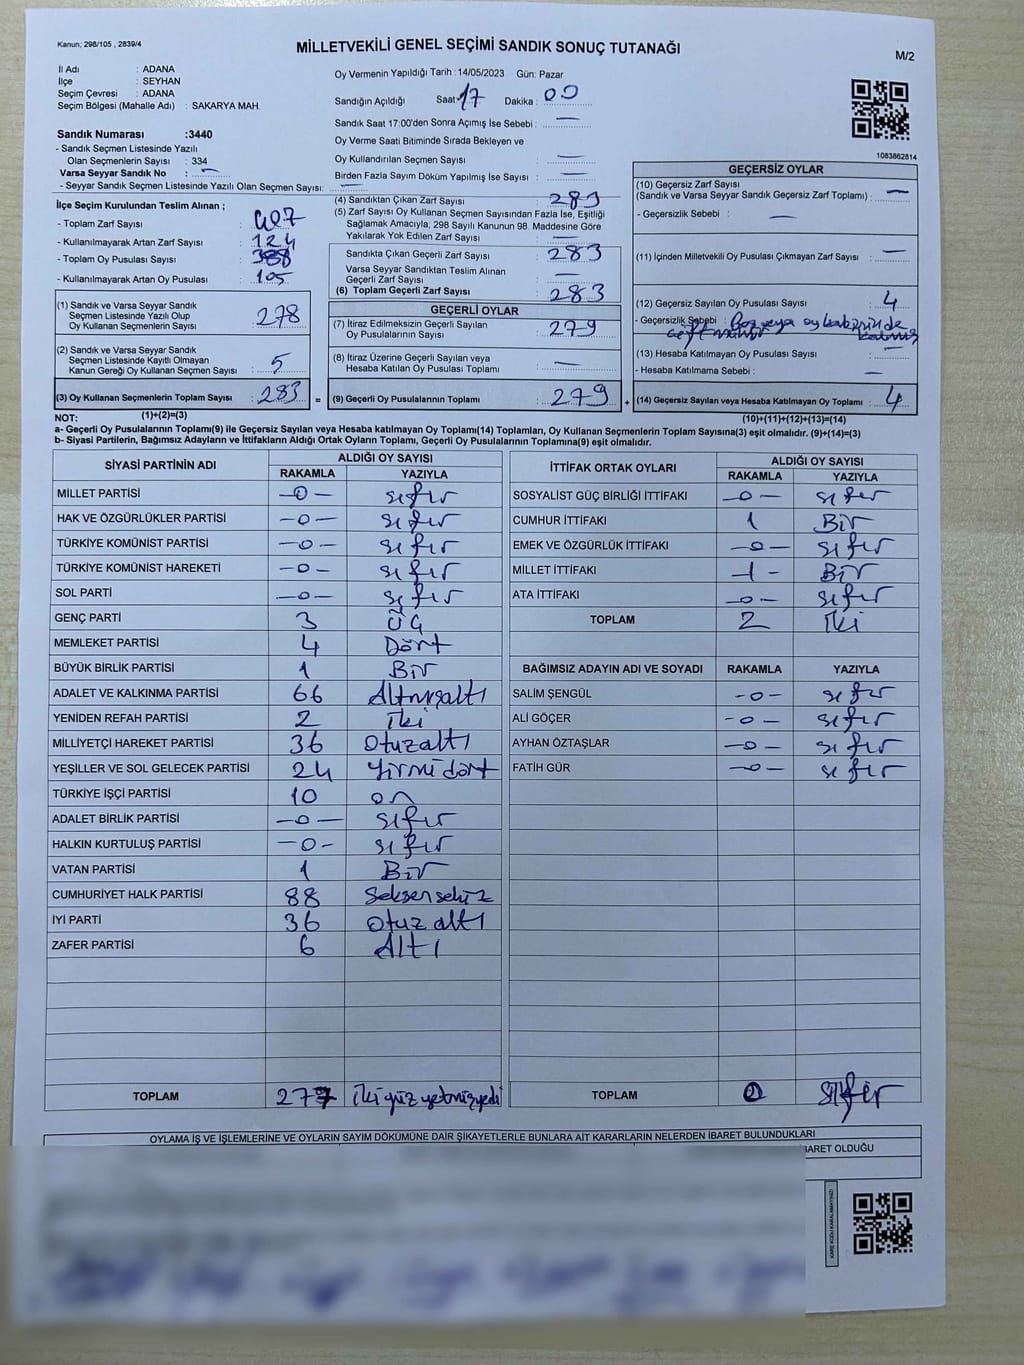 Kanun; 298/105 , 2839/4
MİLLETVEKİLİ GENEL SEÇİMİ SANDIK SONUÇ TUTANAĞI
M/2
İl Adı : ADANA
İlçe : SEYHAN
Seçim Çevresi : ADANA
Seçim Bölgesi (Mahalle Adı) : SAKARYA MAH.
Sandık Numarası :3440
- Sandık Seçmen Listesinde Yazılı
Olan Seçmenlerin Sayısı : 334
Varsa Seyyar Sandık No : —
- Seyyar Sandık Seçmen Listesinde Yazılı Olan Seçmen Sayısı: —
Oy Vermenin Yapıldığı Tarih :14/05/2023 Gün: Pazar
Sandığın Açıldığı Saat: 17 Dakika : 00
Sandık Saat 17:00'den Sonra Açımış İse Sebebi : —
Oy Verme Saati Bitiminde Sırada Bekleyen ve
Oy Kullandırılan Seçmen Sayısı : —
Birden Fazla Sayım Döküm Yapılmış İse Sayısı : —
1083862814
İlçe Seçim Kurulundan Teslim Alınan ;
- Toplam Zarf Sayısı : 407
- Kullanılmayarak Artan Zarf Sayısı : 124
- Toplam Oy Pusulası Sayısı : 388
- Kullanılmayarak Artan Oy Pusulası : 105
(1) Sandık ve Varsa Seyyar Sandık
Seçmen Listesinde Yazılı Olup
Oy Kullanan Seçmenlerin Sayısı : 278
(2) Sandık ve Varsa Seyyar Sandık
Seçmen Listesinde Kayıtlı Olmayan
Kanun Gereği Oy Kullanan Seçmen Sayısı : 5
(3) Oy Kullanan Seçmenlerin Toplam Sayısı : 283 =
(4) Sandıktan Çıkan Zarf Sayısı : 283
(5) Zarf Sayısı Oy Kullanan Seçmen Sayısından Fazla İse, Eşitliği
Sağlamak Amacıyla; 298 Sayılı Kanunun 98. Maddesine Göre
Yakılarak Yok Edilen Zarf Sayısı : —
Sandıkta Çıkan Geçerli Zarf Sayısı : 283
Varsa Seyyar Sandıktan Teslim Alınan
Geçerli Zarf Sayısı : —
(6) Toplam Geçerli Zarf Sayısı : 283
GEÇERLİ OYLAR
(7) İtiraz Edilmeksizin Geçerli Sayılan
Oy Pusulalarının Sayısı : 279
(8) İtiraz Üzerine Geçerli Sayılan veya
Hesaba Katılan Oy Pusulası Toplamı : —
(9) Geçerli Oy Pusulalarının Toplamı : 279 +
GEÇERSİZ OYLAR
(10) Geçersiz Zarf Sayısı
(Sandık ve Varsa Seyyar Sandık Geçersiz Zarf Toplamı) : —
- Geçersizlik Sebebi : —
(11) İçinden Milletvekili Oy Pusulası Çıkmayan Zarf Sayısı : —
(12) Geçersiz Sayılan Oy Pusulası Sayısı : 4
- Geçersizlik Sebebi : Boş veya oy kabininde
çift mühür
(13) Hesaba Katılmayan Oy Pusulası Sayısı : —
- Hesaba Katılmama Sebebi : —
(14) Geçersiz Sayılan veya Hesaba Katılmayan Oy Toplamı : 4
NOT: (1)+(2)=(3)
(10)+(11)+(12)+(13)=(14)
a- Geçerli Oy Pusulalarının Toplamı(9) ile Geçersiz Sayılan veya Hesaba katılmayan Oy Toplamı(14) Toplamları, Oy Kullanan Seçmenlerin Toplam Sayısına(3) eşit olmalıdır. (9)+(14)=(3)
b- Siyasi Partilerin, Bağımsız Adayların ve İttifakların Aldığı Ortak Oyların Toplamı, Geçerli Oy Pusulalarının Toplamına(9) eşit olmalıdır.
SİYASİ PARTİNİN ADI ALDIĞI OY SAYISI
RAKAMLA YAZIYLA
MİLLET PARTİSİ —0— sıfır
HAK VE ÖZGÜRLÜKLER PARTİSİ —0— sıfır
TÜRKİYE KOMÜNİST PARTİSİ —0— sıfır
TÜRKİYE KOMÜNİST HAREKETİ —0— sıfır
SOL PARTİ —0— sıfır
GENÇ PARTİ 3 ÜÇ
MEMLEKET PARTİSİ 4 Dört
BÜYÜK BİRLİK PARTİSİ 1 Bir
ADALET VE KALKINMA PARTİSİ 66 Altmışaltı
YENİDEN REFAH PARTİSİ 2 İki
MİLLİYETÇİ HAREKET PARTİSİ 36 Otuzaltı
YEŞİLLER VE SOL GELECEK PARTİSİ 24 Yirmidört
TÜRKİYE İŞÇİ PARTİSİ 10 on
ADALET BİRLİK PARTİSİ —0— sıfır
HALKIN KURTULUŞ PARTİSİ —0— sıfır
VATAN PARTİSİ 1 Bir
CUMHURİYET HALK PARTİSİ 88 Seksensekiz
İYİ PARTİ 36 Otuzaltı
ZAFER PARTİSİ 6 Altı
TOPLAM 277 İkiyüzyetmişyedi
İTTİFAK ORTAK OYLARI ALDIĞI OY SAYISI
RAKAMLA YAZIYLA
SOSYALİST GÜÇ BİRLİĞİ İTTİFAKI —0— sıfır
CUMHUR İTTİFAKI 1 Bir
EMEK VE ÖZGÜRLÜK İTTİFAKI —0— sıfır
MİLLET İTTİFAKI —1— Bir
ATA İTTİFAKI —0— sıfır
TOPLAM 2 İki
BAĞIMSIZ ADAYIN ADI VE SOYADI RAKAMLA YAZIYLA
SALİM ŞENGÜL —0— sıfır
ALİ GÖÇER —0— sıfır
AYHAN ÖZTAŞLAR —0— sıfır
FATİH GÜR —0— sıfır
TOPLAM sıfır
OYLAMA İŞ VE İŞLEMLERİNE VE OYLARIN SAYIM DÖKÜMÜNE DAİR ŞİKAYETLERLE BUNLARA AİT KARARLARIN NELERDEN İBARET BULUNDUKLARI
İBARET OLDUĞU
KARE KODU KARALAMAYINIZ!